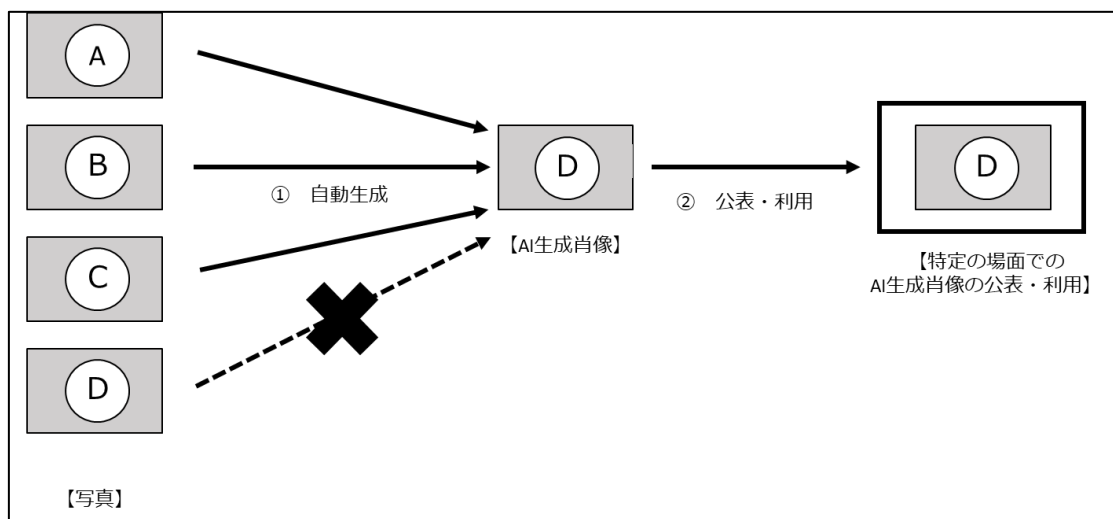 A
B
C
D
【写真】
① 自動生成
D
【AI生成肖像】
② 公表・利用
D
【特定の場面での
AI生成肖像の公表・利用】